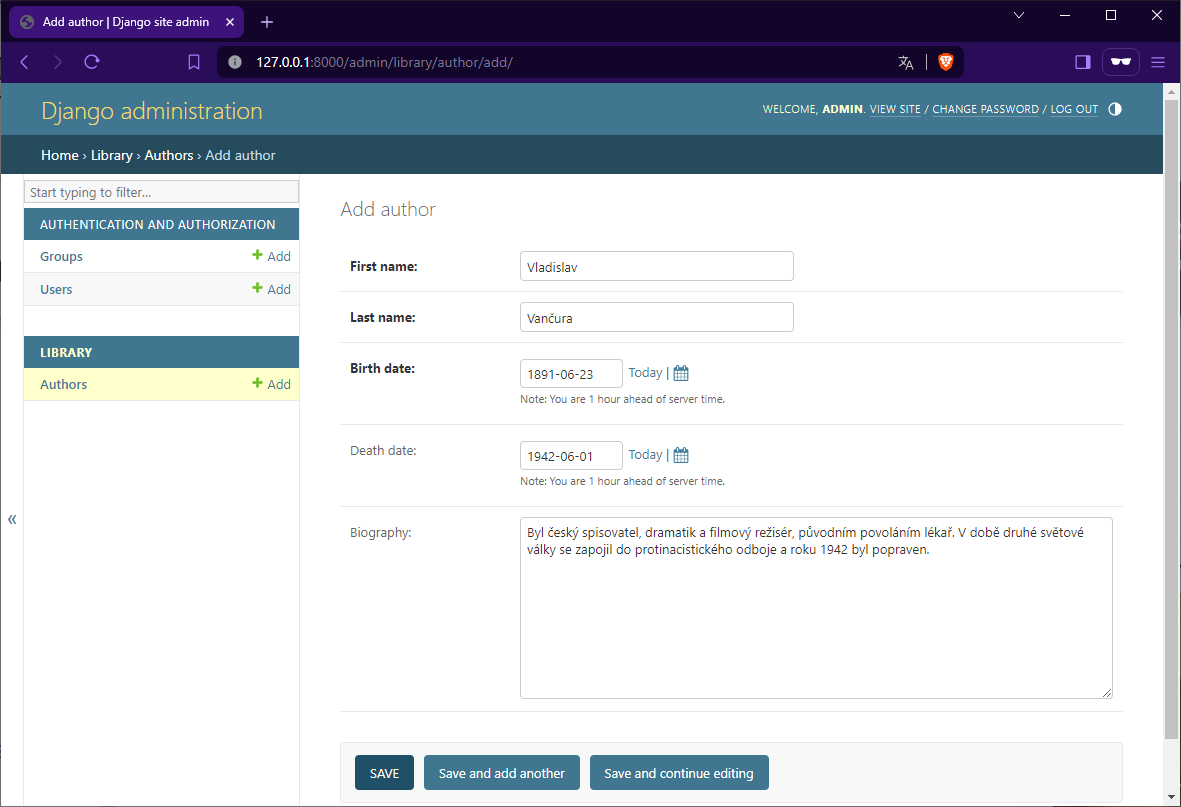 Add author | Django site admin
127.0.0.1:8000/admin/library/author/add/
Django administration
WELCOME, ADMIN. VIEW SITE / CHANGE PASSWORD / LOG OUT
Home › Library › Authors › Add author
Start typing to filter...
AUTHENTICATION AND AUTHORIZATION
Groups + Add
Users + Add
LIBRARY
Authors + Add
«
Add author
First name: Vladislav
Last name: Vančura
Birth date: 1891-06-23 Today |
Note: You are 1 hour ahead of server time.
Death date: 1942-06-01 Today |
Note: You are 1 hour ahead of server time.
Biography: Byl český spisovatel, dramatik a filmový režisér, původním povoláním lékař. V době druhé světové
války se zapojil do protinacistického odboje a roku 1942 byl popraven.
SAVE Save and add another Save and continue editing